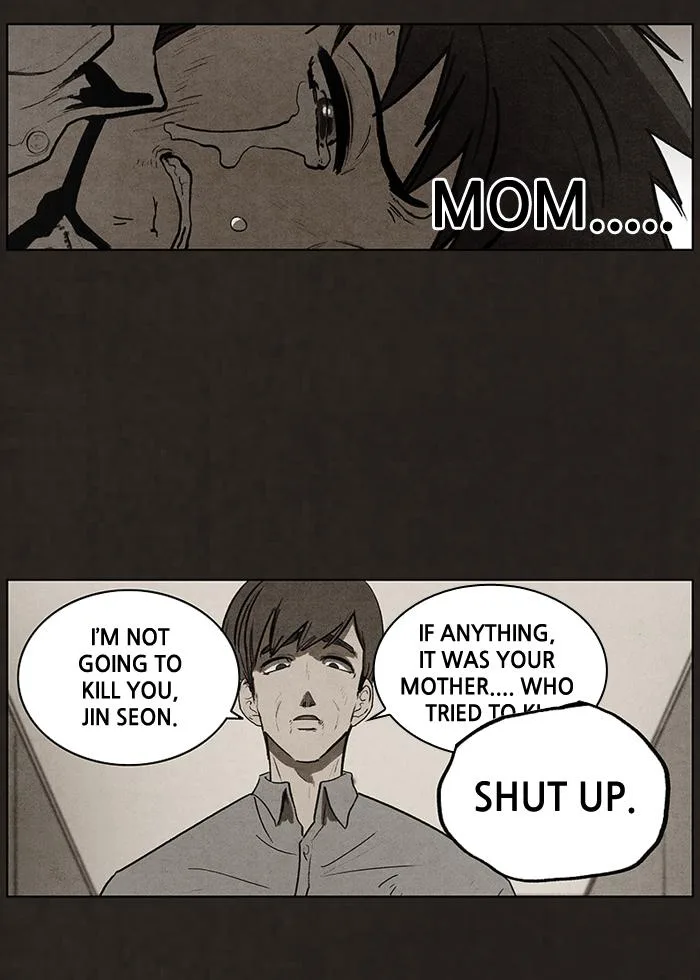 MOM.....
I'M NOT
GOING TO
KILL YOU,
JIN SEON.
IF ANYTHING,
IT WAS YOUR
MOTHER.... WHO
TRIED TO
SHUT UP.